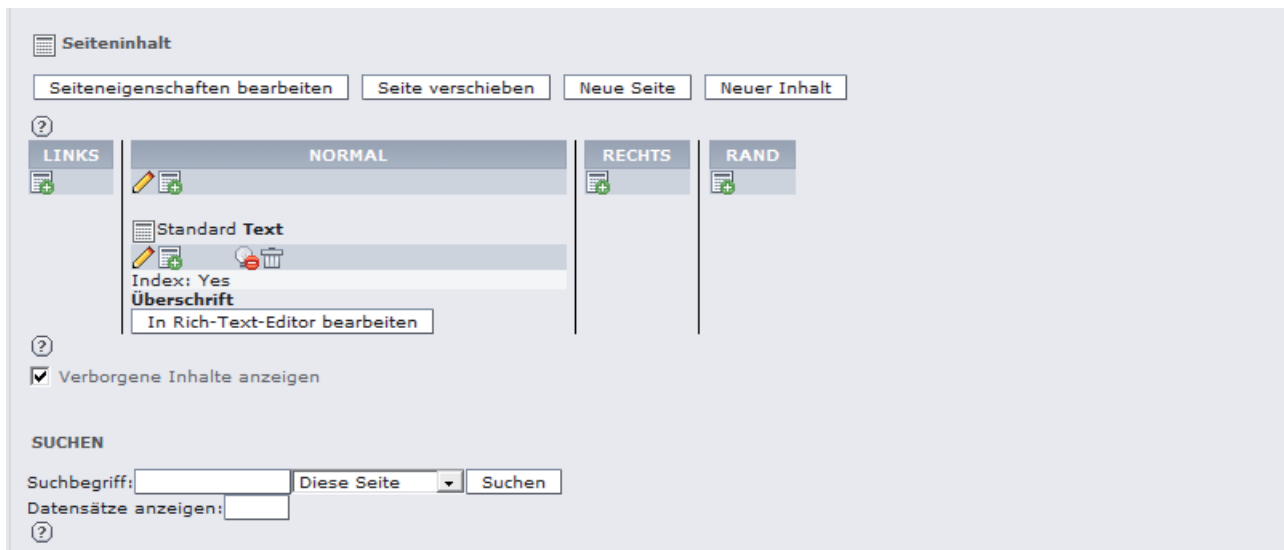 Seiteninhalt
Seiteneigenschaften bearbeiten Seite verschieben Neue Seite Neuer Inhalt
?
LINKS NORMAL RECHTS RAND
Standard Text
Index: Yes
Überschrift
In Rich-Text-Editor bearbeiten
?
Verborgene Inhalte anzeigen
SUCHEN
Suchbegriff: Diese Seite Suchen
Datensätze anzeigen:
?